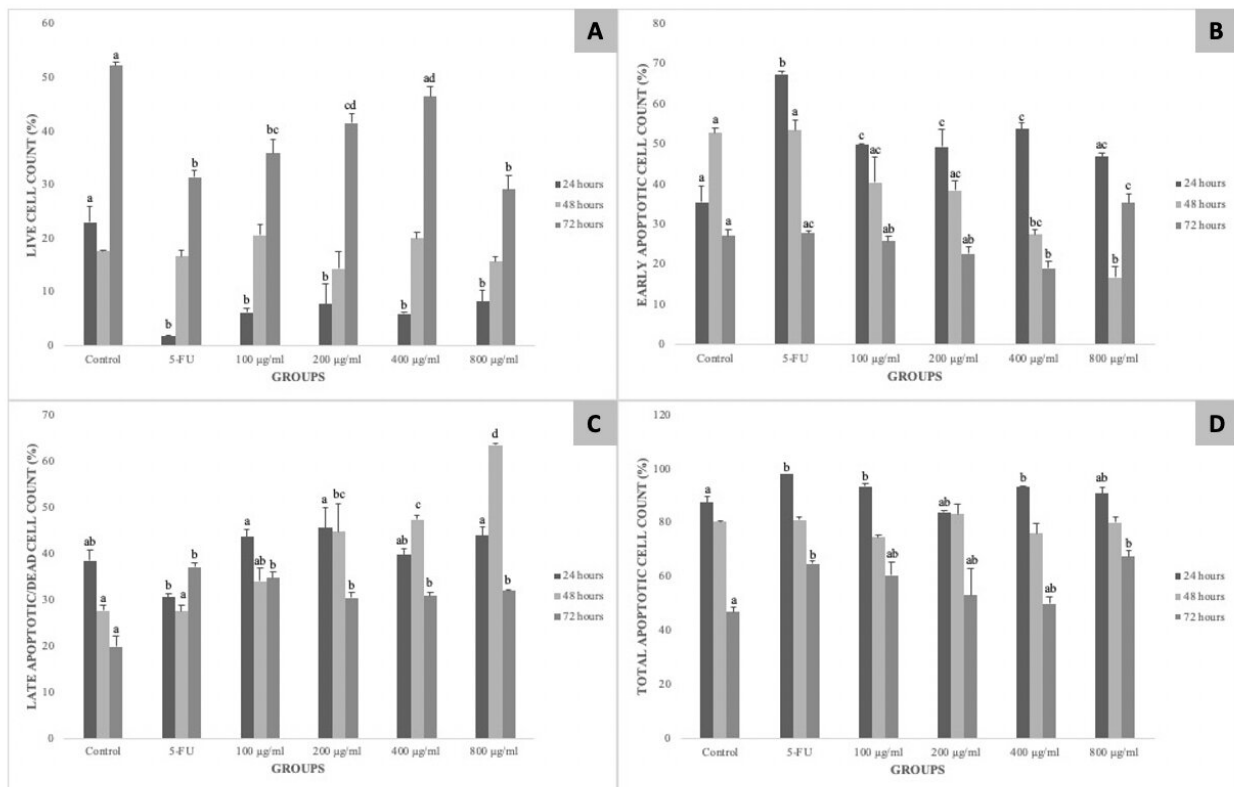 A
LIVE CELL COUNT (%)
60
50
40
30
20
10
0
a
b
b
bc
b
cd
b
ad
b
b
b
a
Control
5-FU
100 µg/ml
200 µg/ml
400 µg/ml
800 µg/ml
GROUPS
24 hours
48 hours
72 hours
B
EARLY APOPTOTIC CELL COUNT (%)
80
70
60
50
40
30
20
10
0
a
a
a
b
a
ac
c
ac
ab
c
ac
ab
c
bc
b
ac
b
c
Control
5-FU
100 µg/ml
200 µg/ml
400 µg/ml
800 µg/ml
GROUPS
24 hours
48 hours
72 hours
C
LATE APOPTOTIC/DEAD CELL COUNT (%)
70
60
50
40
30
20
10
0
ab
a
a
b
a
b
a
ab
b
a
bc
b
ab
c
b
a
d
b
Control
5-FU
100 µg/ml
200 µg/ml
400 µg/ml
800 µg/ml
GROUPS
24 hours
48 hours
72 hours
D
TOTAL APOPTOTIC CELL COUNT (%)
120
100
80
60
40
20
0
a
a
b
b
b
ab
ab
ab
b
ab
ab
b
Control
5-FU
100 µg/ml
200 µg/ml
400 µg/ml
800 µg/ml
GROUPS
24 hours
48 hours
72 hours